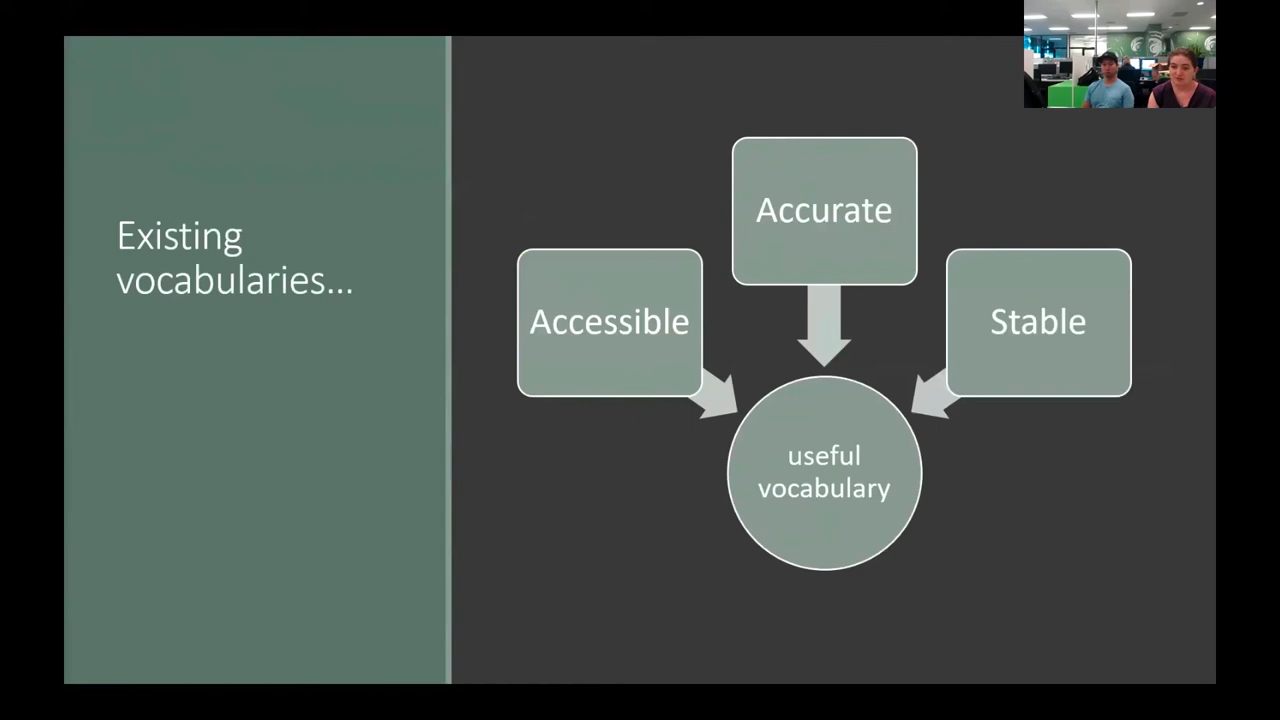 Existing
vocabularies...
Accessible
Accurate
Stable
useful
vocabulary